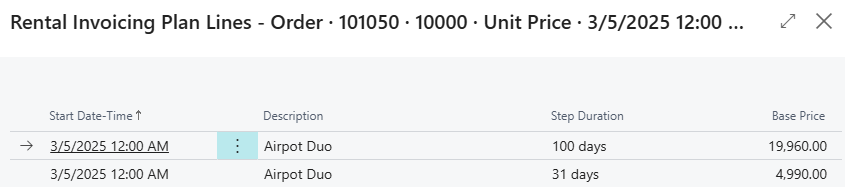 Rental Invoicing Plan Lines - Order · 101050 · 10000 · Unit Price · 3/5/2025 12:00 ...
Start Date-Time↑ Description Step Duration Base Price
3/5/2025 12:00 AM Airpot Duo 100 days 19,960.00
3/5/2025 12:00 AM Airpot Duo 31 days 4,990.00